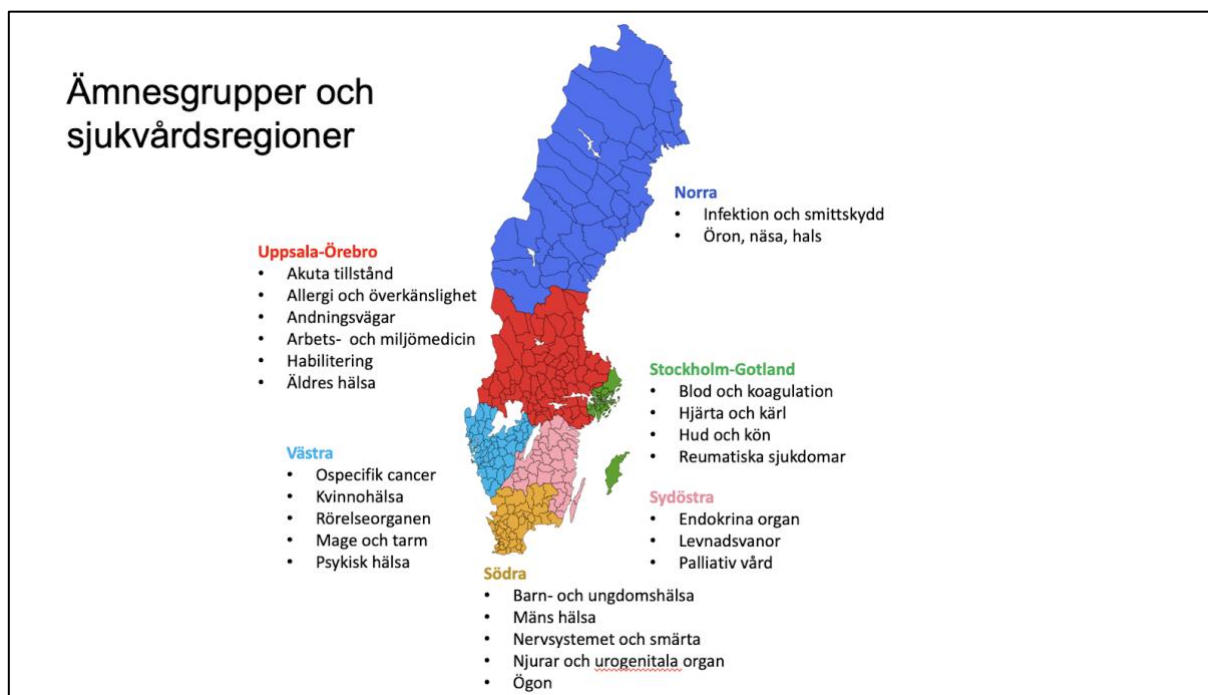 Ämnesgrupper och
sjukvårdsregioner
Norra
• Infektion och smittskydd
• Öron, näsa, hals
Uppsala-Örebro
• Akuta tillstånd
• Allergi och överkänslighet
• Andningsvägar
• Arbets- och miljömedicin
• Habilitering
• Äldres hälsa
Stockholm-Gotland
• Blod och koagulation
• Hjärta och kärl
• Hud och kön
• Reumatiska sjukdomar
Västra
• Ospecifik cancer
• Kvinnohälsa
• Rörelseorganen
• Mage och tarm
• Psykisk hälsa
Sydöstra
• Endokrina organ
• Levnadsvanor
• Palliativ vård
Södra
• Barn- och ungdomshälsa
• Mäns hälsa
• Nervsystemet och smärta
• Njurar och urogenitala organ
• Ögon